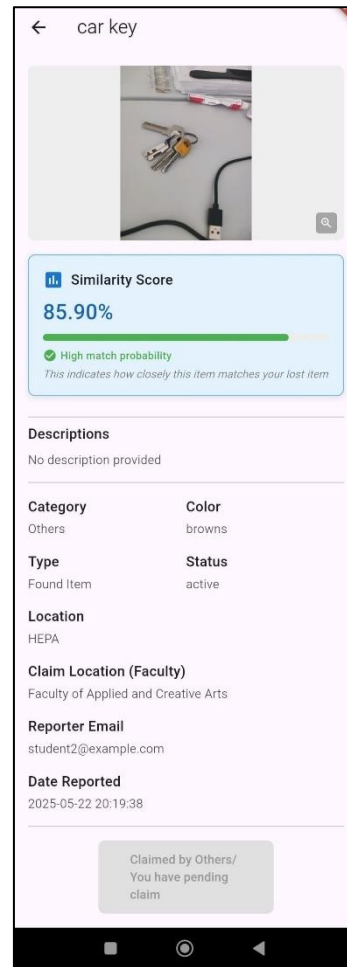 car key
Similarity Score
85.90%
High match probability
This indicates how closely this item matches your lost item
Descriptions
No description provided
Category
Color
Others
browns
Type
Status
Found Item
active
Location
HEPA
Claim Location (Faculty)
Faculty of Applied and Creative Arts
Reporter Email
student2@example.com
Date Reported
2025-05-22 20:19:38
Claimed by Others/
You have pending
claim